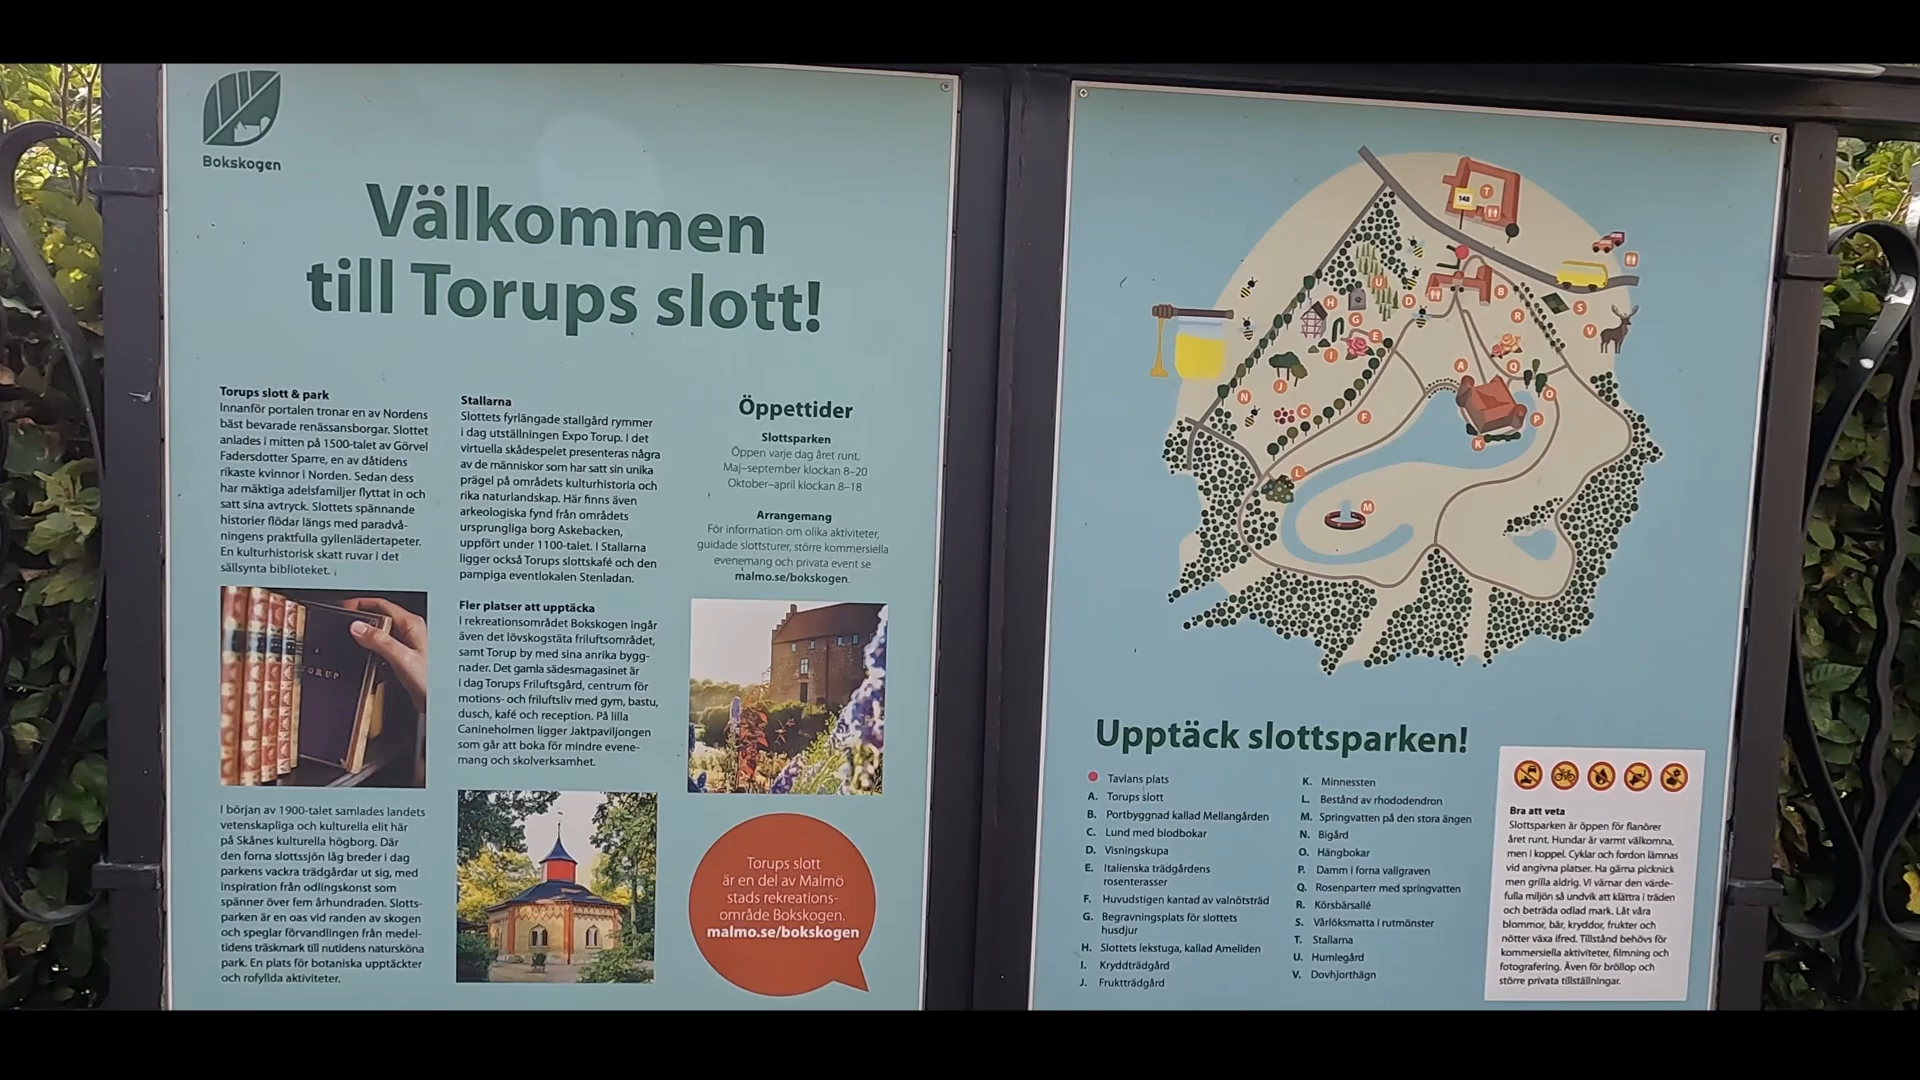 Bokskogen
Välkommen
till Torups slott!
Torups slott & park
Innanför portalen tronar en av Nordens
bäst bevarade renässansborgar. Slottet
anlades i mitten på 1500-talet av Görvel
Fadersdotter Sparre, en av dåtidens
rikaste kvinnor i Norden. Sedan dess
har mäktiga adelsfamiljer flyttat in och
satt sina avtryck. Slottets spännande
historier flödar längs med paradvå-
ningens praktfulla gyllenlädertapeter.
En kulturhistorisk skatt ruvar i det
sällsynta biblioteket.
TORUP
I början av 1900-talet samlades landets
vetenskapliga och kulturella elit här
på Skånes kulturella högborg. Där
den forna slottssjön låg breder i dag
parkens vackra trädgårdar ut sig, med
inspiration från odlingskonst som
spänner över fem århundraden. Slotts-
parken är en oas vid randen av skogen
och speglar förvandlingen från medel-
tidens träskmark till nutidens natursköna
park. En plats för botaniska upptäckter
och rofyllda aktiviteter.
Stallarna
Slottets fyrlängade stallgård rymmer
i dag utställningen Expo Torup. I det
virtuella skådespelet presenteras några
av de människor som har satt sin unika
prägel på områdets kulturhistoria och
rika naturlandskap. Här finns även
arkeologiska fynd från områdets
ursprungliga borg Askebacken,
uppfört under 1100-talet. I Stallarna
ligger också Torups slottskafé och den
pampiga eventlokalen Stenladan.
Fler platser att upptäcka
I rekreationsområdet Bokskogen ingår
även det lövskogstäta friluftsområdet,
samt Torup by med sina anrika bygg-
nader. Det gamla sädesmagasinet är
i dag Torups Friluftsgård, centrum för
motions- och friluftsliv med gym, bastu,
dusch, kafé och reception. På lilla
Canineholmen ligger Jaktpaviljongen
som går att boka för mindre evene-
mang och skolverksamhet.
Öppettider
Slottsparken
Öppen varje dag året runt.
Maj–september klockan 8–20
Oktober–april klockan 8–18
Arrangemang
För information om olika aktiviteter,
guidade slottsturer, större kommersiella
evenemang och privata event se
malmo.se/bokskogen.
Torups slott
är en del av Malmö
stads rekreations-
område Bokskogen.
malmo.se/bokskogen
T
U
B
H
D
S
G
R
E
V
I
A
Q
J
O
N
C
F
P
K
L
M
Upptäck slottsparken!
Tavlans plats
A. Torups slott
B. Portbyggnad kallad Mellangården
C. Lund med blodbokar
D. Visningskupa
E. Italienska trädgårdens
rosenterasser
F. Huvudstigen kantad av valnötsträd
G. Begravningsplats för slottets
husdjur
H. Slottets lekstuga, kallad Ameliden
I. Kryddträdgård
J. Fruktträdgård
K. Minnessten
L. Bestånd av rhododendron
M. Springvatten på den stora ängen
N. Bigård
O. Hängbokar
P. Damm i forna vallgraven
Q. Rosenparterr med springvatten
R. Körsbärsallé
S. Vårlöksmatta i rutmönster
T. Stallarna
U. Humlegård
V. Dovhjorthägn
Bra att veta
Slottsparken är öppen för flanörer
året runt. Hundar är varmt välkomna,
men i koppel. Cyklar och fordon lämnas
vid angivna platser. Ha gärna picknick
men grilla aldrig. Vi värnar den värde-
fulla miljön så undvik att klättra i träden
och beträda odlad mark. Låt våra
blommor, bär, kryddor, frukter och
nötter växa ifred. Tillstånd behövs för
kommersiella aktiviteter, filmning och
fotografering. Även för bröllop och
större privata tillställningar.